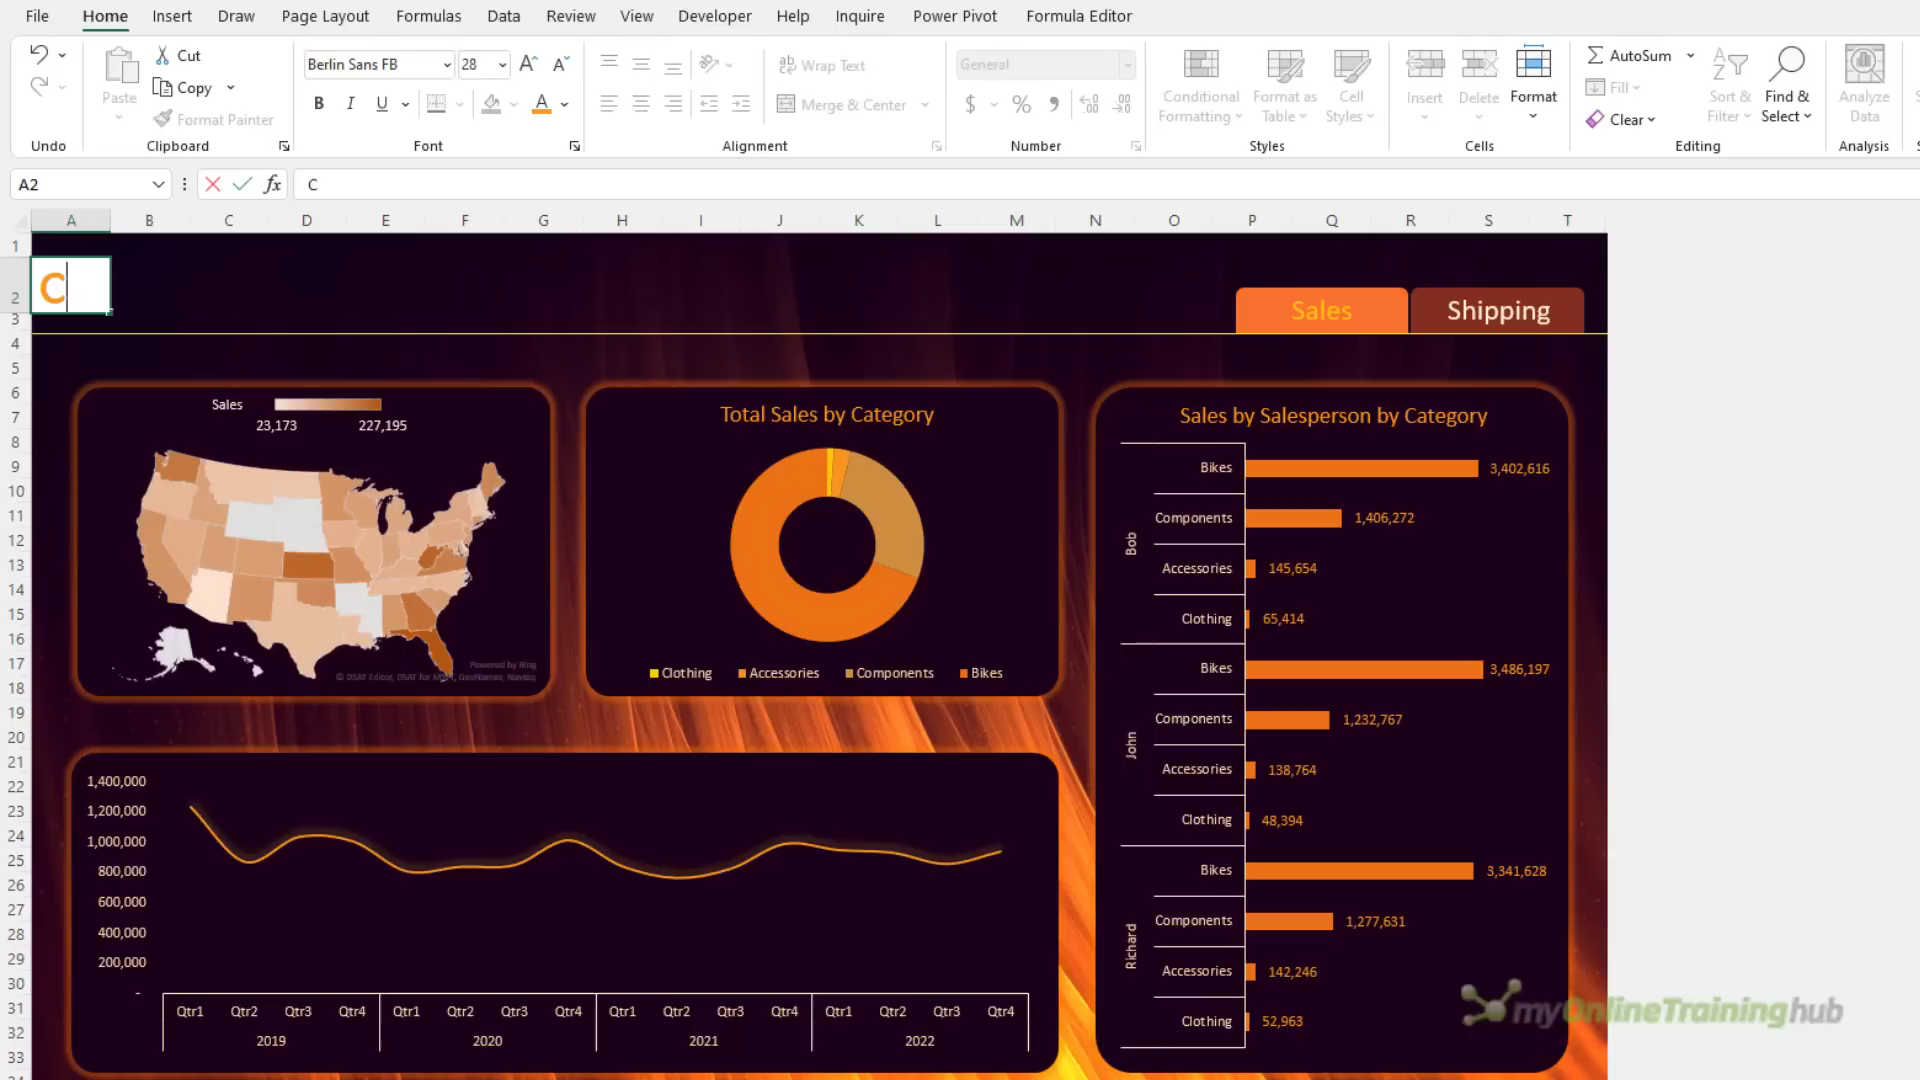 File Home Insert Draw Page Layout Formulas Data Review View Developer Help Inquire Power Pivot Formula Editor
Paste
Cut
Copy
Format Painter
Berlin Sans FB 28 A A
B I U A
ab Wrap Text
Merge & Center
General
$ % 9
Conditional Formatting
Format as Table
Cell Styles
Insert
Delete
Format
AutoSum
Fill
Clear
Sort & Filter
Find & Select
Analyze Data
Undo Clipboard Font Alignment Number Styles Cells Editing Analysis
A2 fx C
A B C D E F G H I J K L M N O P Q R S T
1
2
3
4
5
6
7
8
9
10
11
12
13
14
15
16
17
18
19
20
21
22
23
24
25
26
27
28
29
30
31
32
33
C
Sales Shipping
Sales
23,173 227,195
Powered by Bing
Total Sales by Category
Clothing Accessories Components Bikes
Sales by Salesperson by Category
Bob
Bikes 3,402,616
Components 1,406,272
Accessories 145,654
Clothing 65,414
John
Bikes 3,486,197
Components 1,232,767
Accessories 138,764
Clothing 48,394
Richard
Bikes 3,341,628
Components 1,277,631
Accessories 142,246
Clothing 52,963
1,400,000
1,200,000
1,000,000
800,000
600,000
400,000
200,000
-
Qtr1 Qtr2 Qtr3 Qtr4 Qtr1 Qtr2 Qtr3 Qtr4 Qtr1 Qtr2 Qtr3 Qtr4 Qtr1 Qtr2 Qtr3 Qtr4
2019 2020 2021 2022
myOnlineTraininghub